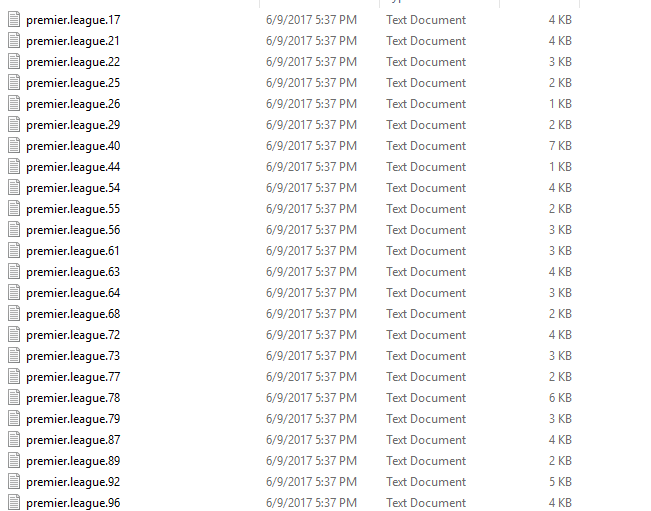 premier.league.17 6/9/2017 5:37 PM Text Document 4 KB
premier.league.21 6/9/2017 5:37 PM Text Document 4 KB
premier.league.22 6/9/2017 5:37 PM Text Document 3 KB
premier.league.25 6/9/2017 5:37 PM Text Document 2 KB
premier.league.26 6/9/2017 5:37 PM Text Document 1 KB
premier.league.29 6/9/2017 5:37 PM Text Document 2 KB
premier.league.40 6/9/2017 5:37 PM Text Document 7 KB
premier.league.44 6/9/2017 5:37 PM Text Document 1 KB
premier.league.54 6/9/2017 5:37 PM Text Document 4 KB
premier.league.55 6/9/2017 5:37 PM Text Document 2 KB
premier.league.56 6/9/2017 5:37 PM Text Document 3 KB
premier.league.61 6/9/2017 5:37 PM Text Document 3 KB
premier.league.63 6/9/2017 5:37 PM Text Document 4 KB
premier.league.64 6/9/2017 5:37 PM Text Document 3 KB
premier.league.68 6/9/2017 5:37 PM Text Document 2 KB
premier.league.72 6/9/2017 5:37 PM Text Document 4 KB
premier.league.73 6/9/2017 5:37 PM Text Document 3 KB
premier.league.77 6/9/2017 5:37 PM Text Document 2 KB
premier.league.78 6/9/2017 5:37 PM Text Document 6 KB
premier.league.79 6/9/2017 5:37 PM Text Document 3 KB
premier.league.87 6/9/2017 5:37 PM Text Document 4 KB
premier.league.89 6/9/2017 5:37 PM Text Document 2 KB
premier.league.92 6/9/2017 5:37 PM Text Document 5 KB
premier.league.96 6/9/2017 5:37 PM Text Document 4 KB